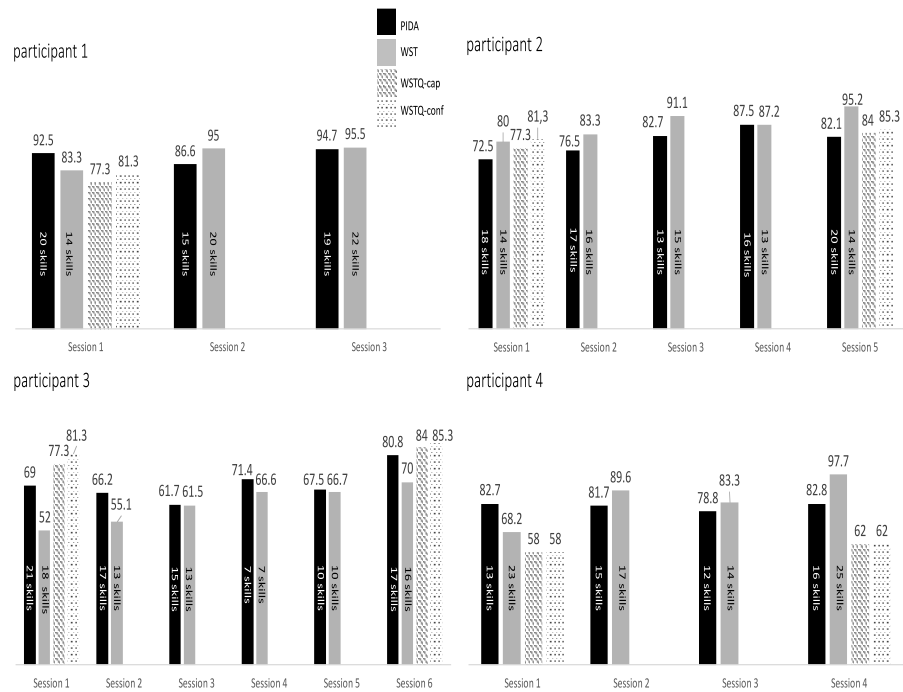 PIDA
WST
WSTQ-cap
WSTQ-conf
participant 1
92.5 83.3 77.3 81.3 86.6 95 94.7 95.5
20 skills 14 skills 15 skills 20 skills 19 skills 22 skills
Session 1 Session 2 Session 3
participant 2
72.5 80 77.3 81,3 76.5 83.3 82.7 91.1 87.5 87.2 82.1 95.2 84 85.3
18 skills 14 skills 17 skills 16 skills 13 skills 15 skills 16 skills 13 skills 20 skills 14 skills
Session 1 Session 2 Session 3 Session 4 Session 5
participant 3
69 52 77.3 81.3 66.2 55.1 61.7 61.5 71.4 66.6 67.5 66.7 80.8 70 84 85.3
21 skills 18 skills 17 skills 13 skills 15 skills 13 skills 7 skills 7 skills 10 skills 10 skills 17 skills 16 skills
Session 1 Session 2 Session 3 Session 4 Session 5 Session 6
participant 4
82.7 68.2 58 58 81.7 89.6 78.8 83.3 82.8 97.7 62 62
13 skills 23 skills 15 skills 17 skills 12 skills 14 skills 16 skills 25 skills
Session 1 Session 2 Session 3 Session 4